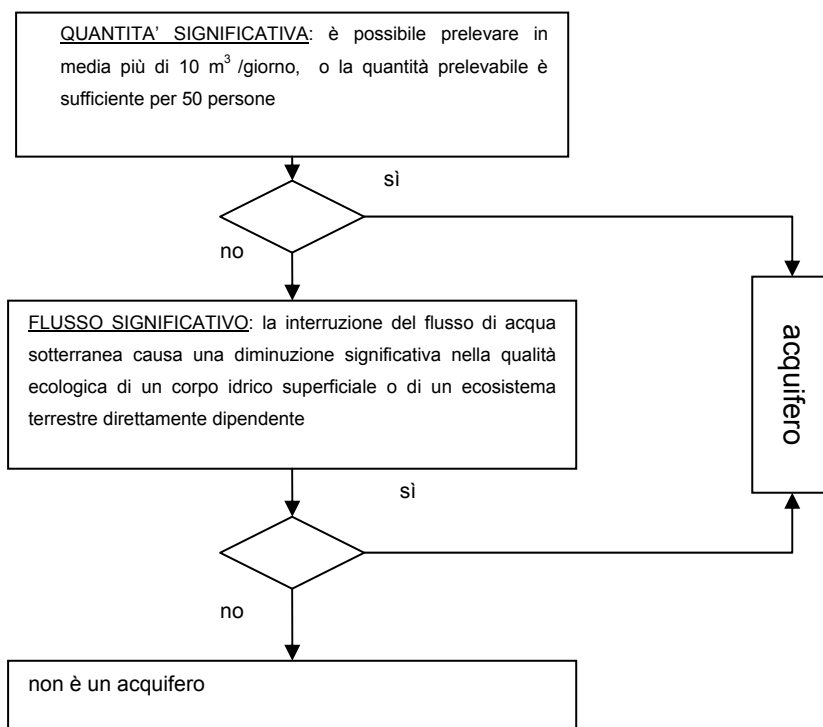 QUANTITA’ SIGNIFICATIVA: è possibile prelevare in
media più di 10 m³ /giorno, o la quantità prelevabile è
sufficiente per 50 persone
sì
no
FLUSSO SIGNIFICATIVO: la interruzione del flusso di acqua
sotterranea causa una diminuzione significativa nella qualità
ecologica di un corpo idrico superficiale o di un ecosistema
terrestre direttamente dipendente
acquifero
sì
no
non è un acquifero